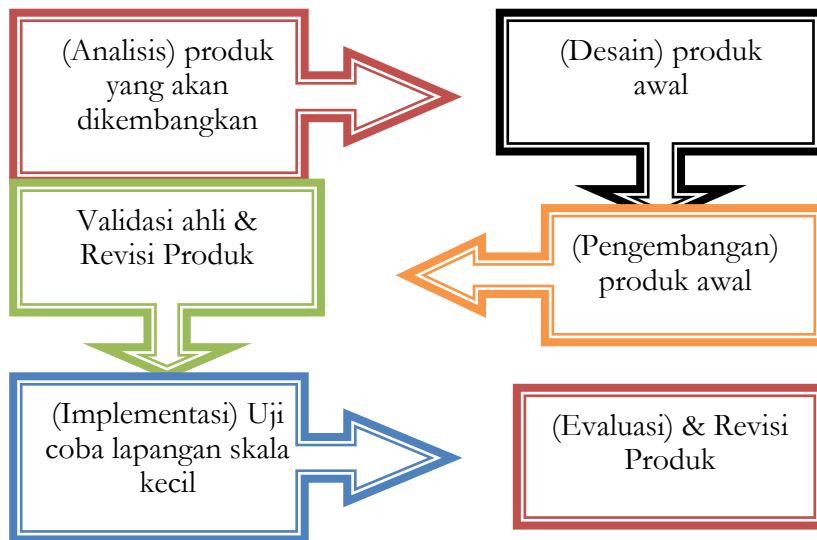 (Analisis) produk
yang akan
dikembangkan
(Desain) produk
awal
(Pengembangan)
produk awal
Validasi ahli &
Revisi Produk
(Implementasi) Uji
coba lapangan skala
kecil
(Evaluasi) & Revisi
Produk